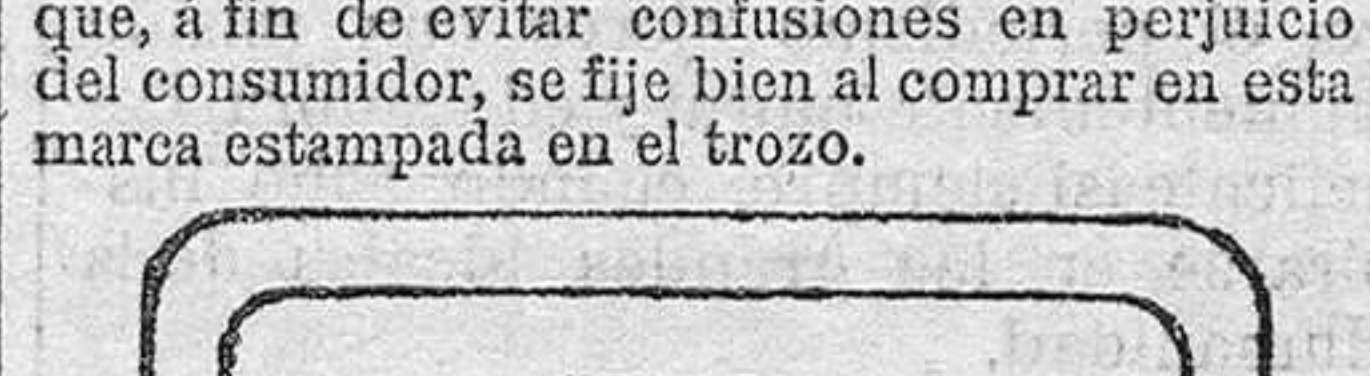 que, á fin de evitar confusiones en perjuicio
del consumidor, se fije bien al comprar en esta
marca estampada en el trozo.